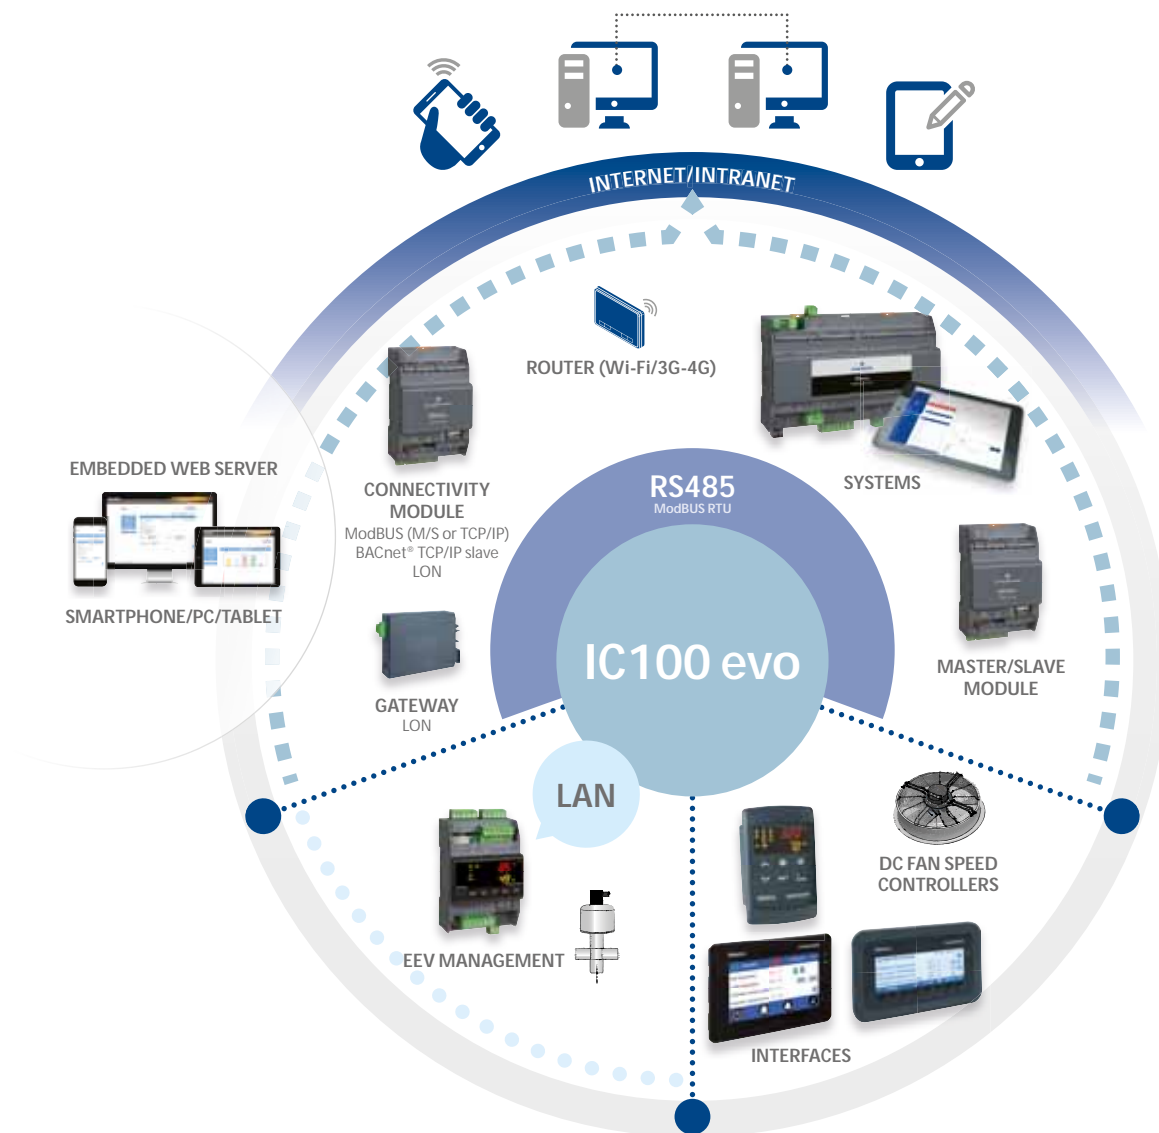 INTERNET/INTRANET
ROUTER (Wi-Fi/3G-4G)
EMBEDDED WEB SERVER
SMARTPHONE/PC/TABLET
CONNECTIVITY
MODULE
ModBUS (M/S or TCP/IP)
BACnet® TCP/IP slave
LON
RS485
ModBUS RTU
SYSTEMS
GATEWAY
LON
IC100 evo
MASTER/SLAVE
MODULE
LAN
EEV MANAGEMENT
DC FAN SPEED
CONTROLLERS
INTERFACES